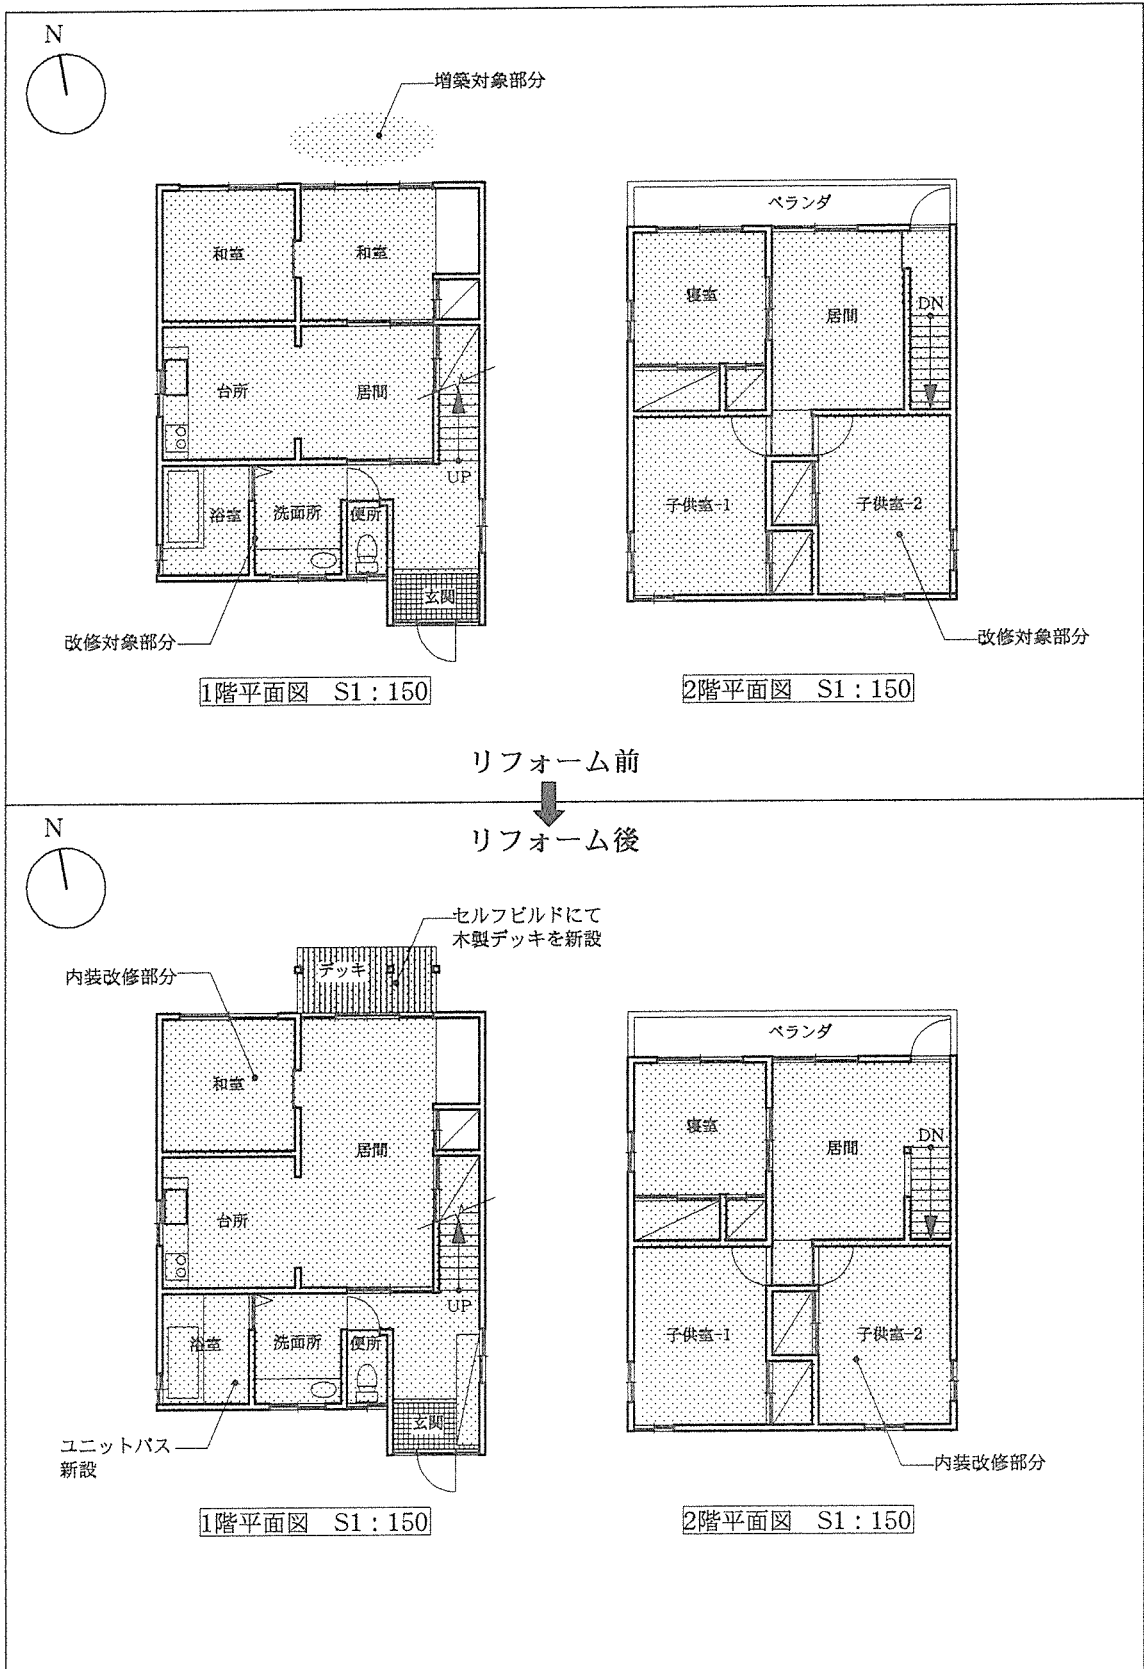 N
増築対象部分
和室
和室
台所
居間
UP
浴室
洗面所
便所
玄関
改修対象部分
1階平面図 S1:150
ベランダ
寝室
居間
DN
子供室-1
子供室-2
改修対象部分
2階平面図 S1:150
リフォーム前
リフォーム後
N
セルフビルドにて
木製デッキを新設
デッキ
内装改修部分
和室
居間
台所
UP
浴室
洗面所
便所
玄関
ユニットバス
新設
1階平面図 S1:150
ベランダ
寝室
居間
DN
子供室-1
子供室-2
内装改修部分
2階平面図 S1:150